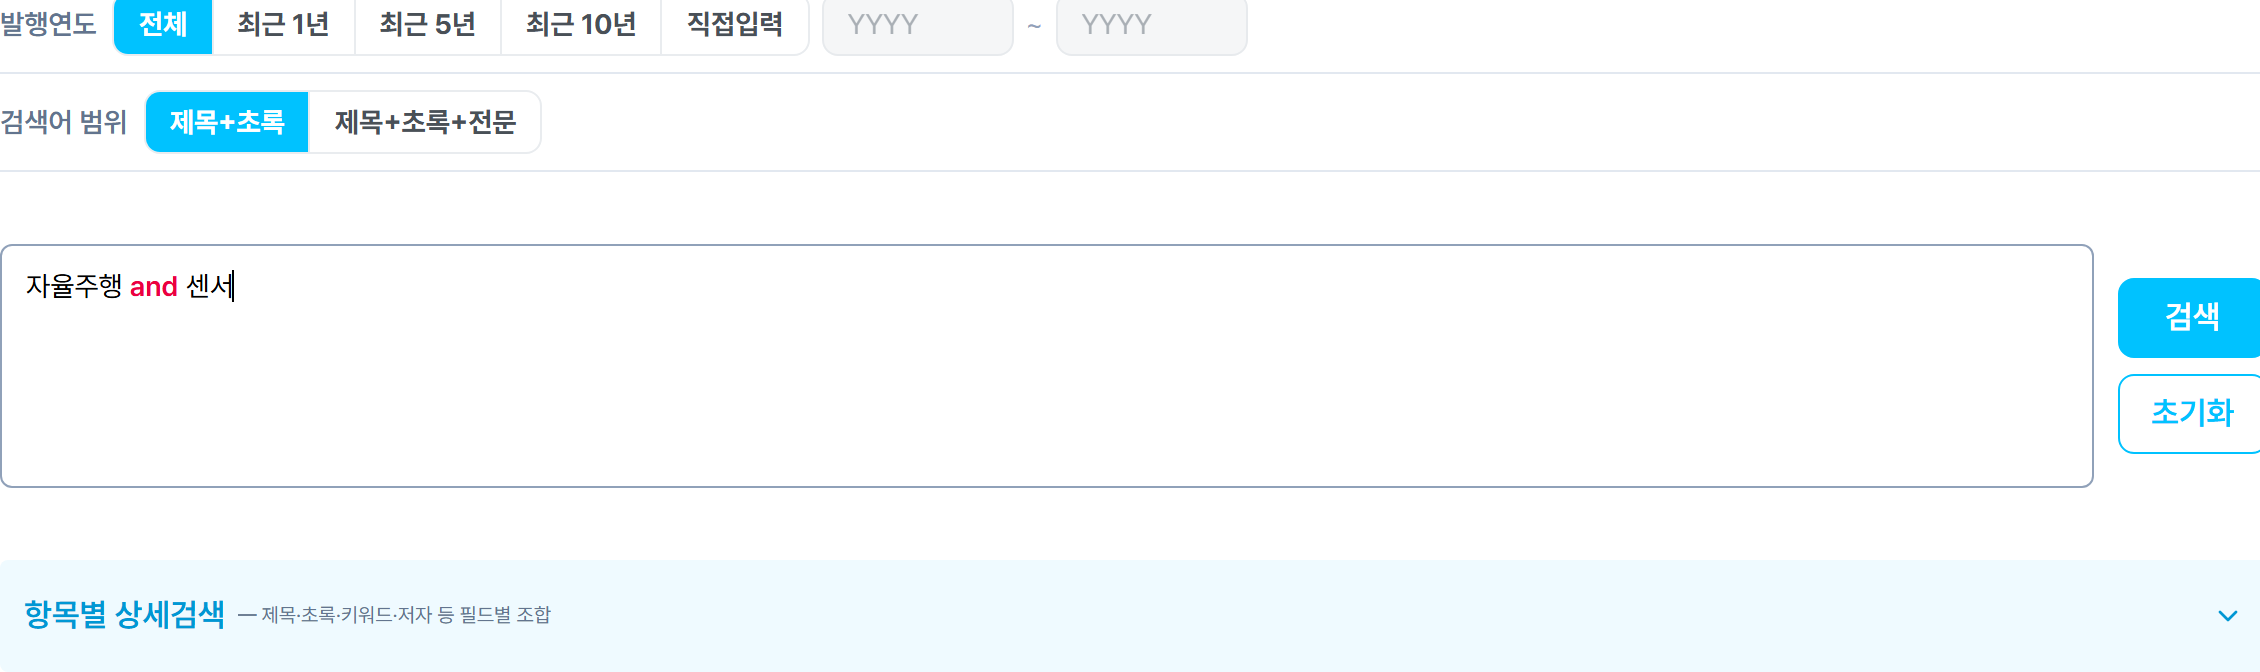 발행연도 전체 최근 1년 최근 5년 최근 10년 직접입력 YYYY ~ YYYY
검색어 범위 제목+초록 제목+초록+전문
자율주행 and 센서
검색
초기화
항목별 상세검색 — 제목·초록·키워드·저자 등 필드별 조합